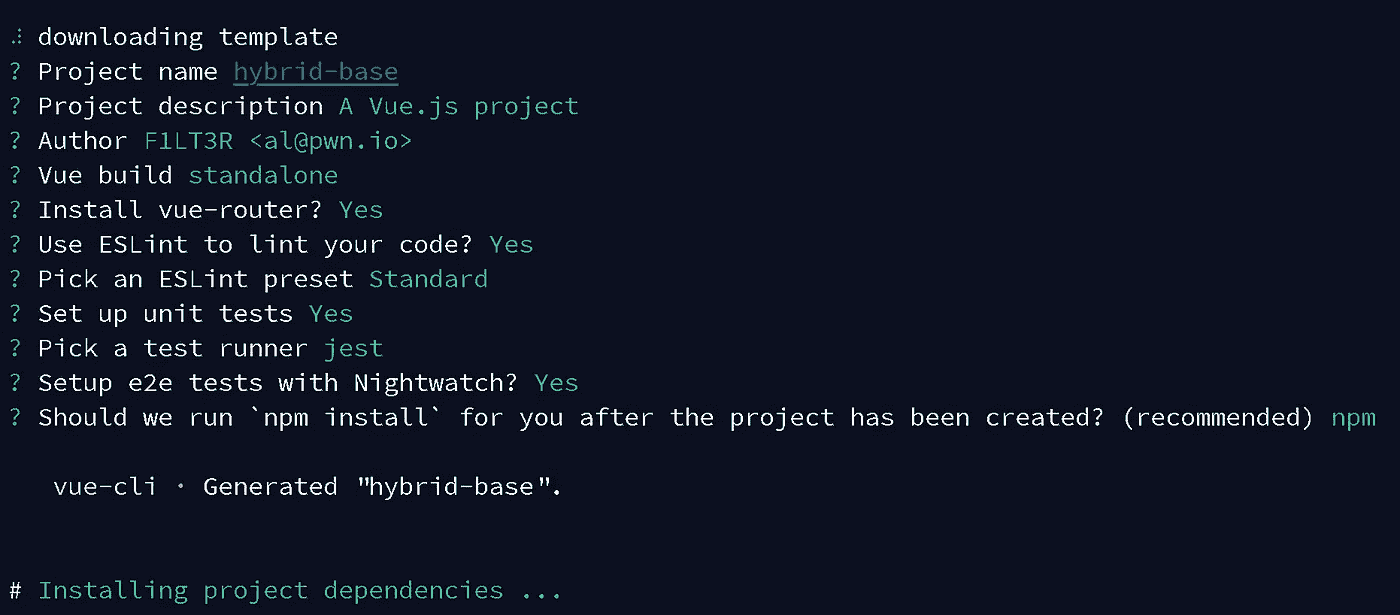 ⠼ downloading template
? Project name hybrid-base
? Project description A Vue.js project
? Author F1LT3R <al@pwn.io>
? Vue build standalone
? Install vue-router? Yes
? Use ESLint to lint your code? Yes
? Pick an ESLint preset Standard
? Set up unit tests Yes
? Pick a test runner jest
? Setup e2e tests with Nightwatch? Yes
? Should we run `npm install` for you after the project has been created? (recommended) npm
vue-cli · Generated "hybrid-base".
# Installing project dependencies ...